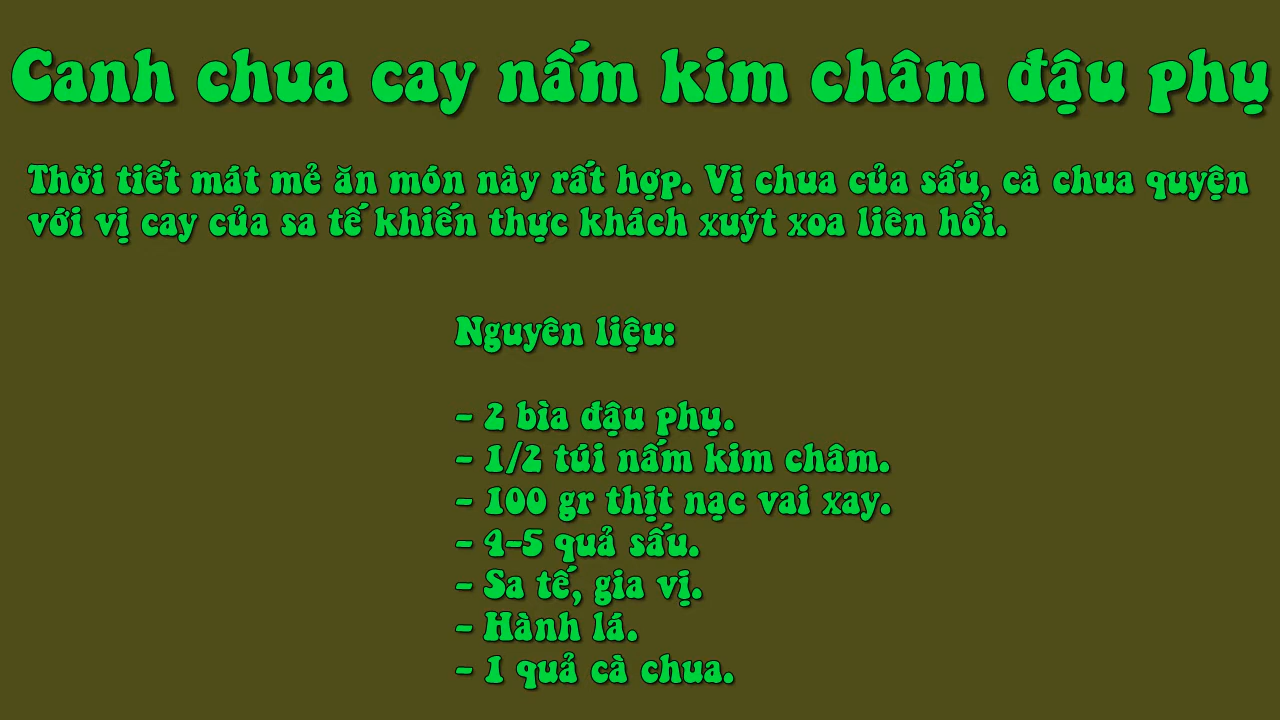 Canh chua cay nấm kim châm đậu phụ
Thời tiết mát mẻ ăn món này rất hợp. Vị chua của sấu, cà chua quyện
với vị cay của sa tế khiến thực khách xuýt xoa liên hồi.
Nguyên liệu:
- 2 bìa đậu phụ.
- 1/2 túi nấm kim châm.
- 100 gr thịt nạc vai xay.
- 4-5 quả sấu.
- Sa tế, gia vị.
- Hành lá.
- 1 quả cà chua.